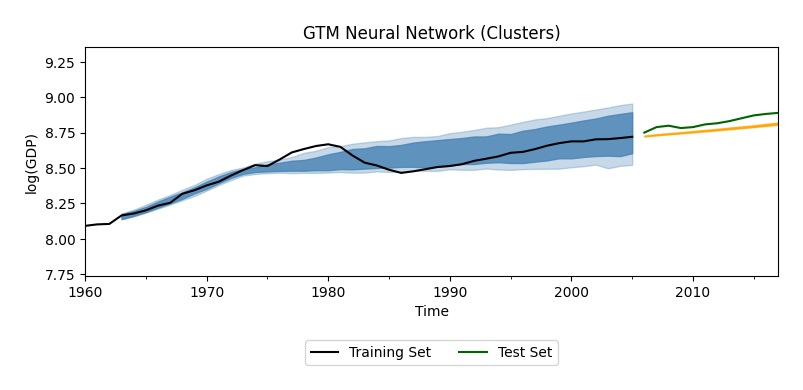 GTM Neural Network (Clusters)
log(GDP)
9.25
9.00
8.75
8.50
8.25
8.00
7.75
1960 1970 1980 1990 2000 2010
Time
Training Set Test Set